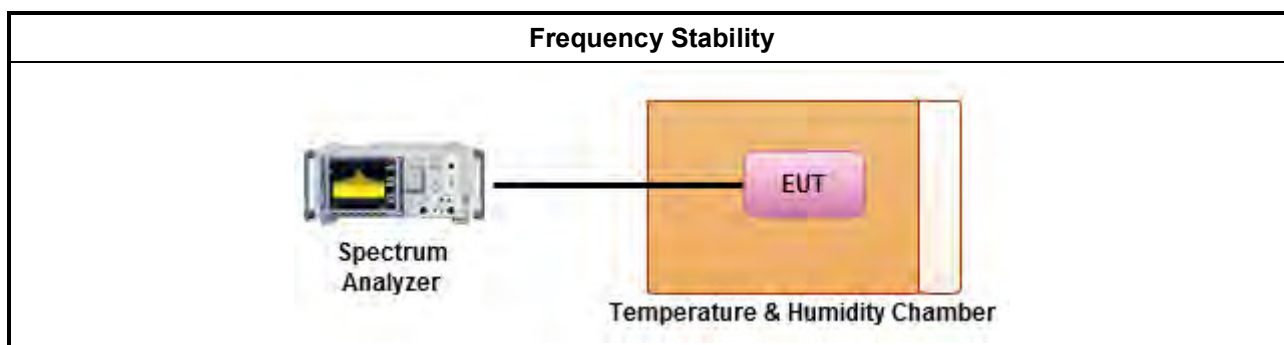 Frequency Stability
EUT
Spectrum
Analyzer
Temperature & Humidity Chamber